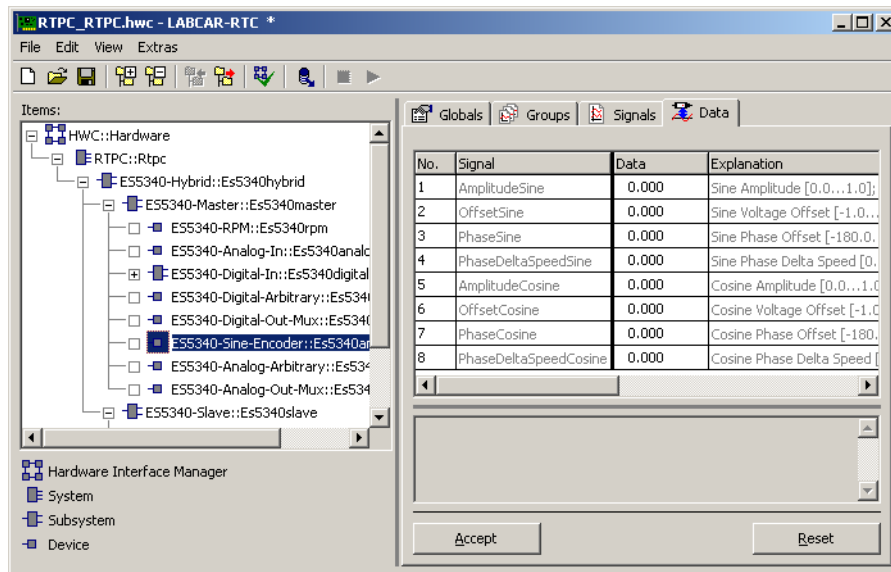 RTPC_RTPC.hwc - LABCAR-RTC *
File Edit View Extras
Items:
HWC::Hardware
RTPC::Rtpc
ES5340-Hybrid::Es5340hybrid
ES5340-Master::Es5340master
ES5340-RPM::Es5340rpm
ES5340-Analog-In::Es5340analo
ES5340-Digital-In::Es5340digital
ES5340-Digital-Arbitrary::Es534
ES5340-Digital-Out-Mux::Es534
ES5340-Sine-Encoder::Es5340ar
ES5340-Analog-Arbitrary::Es534
ES5340-Analog-Out-Mux::Es534
ES5340-Slave::Es5340slave
Hardware Interface Manager
System
Subsystem
Device
Globals Groups Signals Data
No. Signal Data Explanation
1 AmplitudeSine 0.000 Sine Amplitude [0.0...1.0];
2 OffsetSine 0.000 Sine Voltage Offset [-1.0...
3 PhaseSine 0.000 Sine Phase Offset [-180.0.
4 PhaseDeltaSpeedSine 0.000 Sine Phase Delta Speed [0.
5 AmplitudeCosine 0.000 Cosine Amplitude [0.0...1.0
6 OffsetCosine 0.000 Cosine Voltage Offset [-1.0
7 PhaseCosine 0.000 Cosine Phase Offset [-180.
8 PhaseDeltaSpeedCosine 0.000 Cosine Phase Delta Speed [
Accept Reset